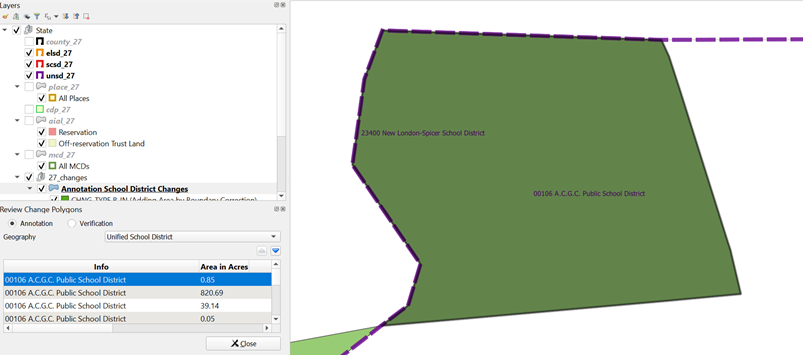 Layers
State
county_27
elsd_27
scsd_27
unsd_27
place_27
All Places
cdp_27
aial_27
Reservation
Off-reservation Trust Land
mcd_27
All MCDs
27_changes
Annotation School District Changes
CHNG_TYPE B-IN (Adding Area by Boundary Correction)
Review Change Polygons
Annotation Verification
Geography Unified School District
Info Area in Acres
00106 A.C.G.C. Public School District 0.85
00106 A.C.G.C. Public School District 820.69
00106 A.C.G.C. Public School District 39.14
00106 A.C.G.C. Public School District 0.05
Close
23400 New London-Spicer School District
00106 A.C.G.C. Public School District